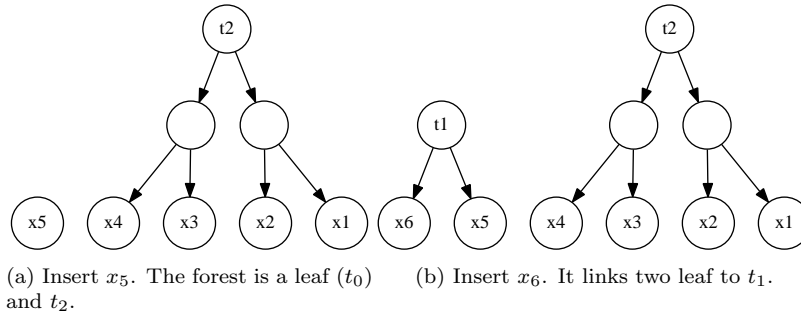 t2
t2
t1
x5
x4
x3
x2
x1
x6
x5
x4
x3
x2
x1
(a) Insert x₅. The forest is a leaf (t₀)
and t₂.
(b) Insert x₆. It links two leaf to t₁.